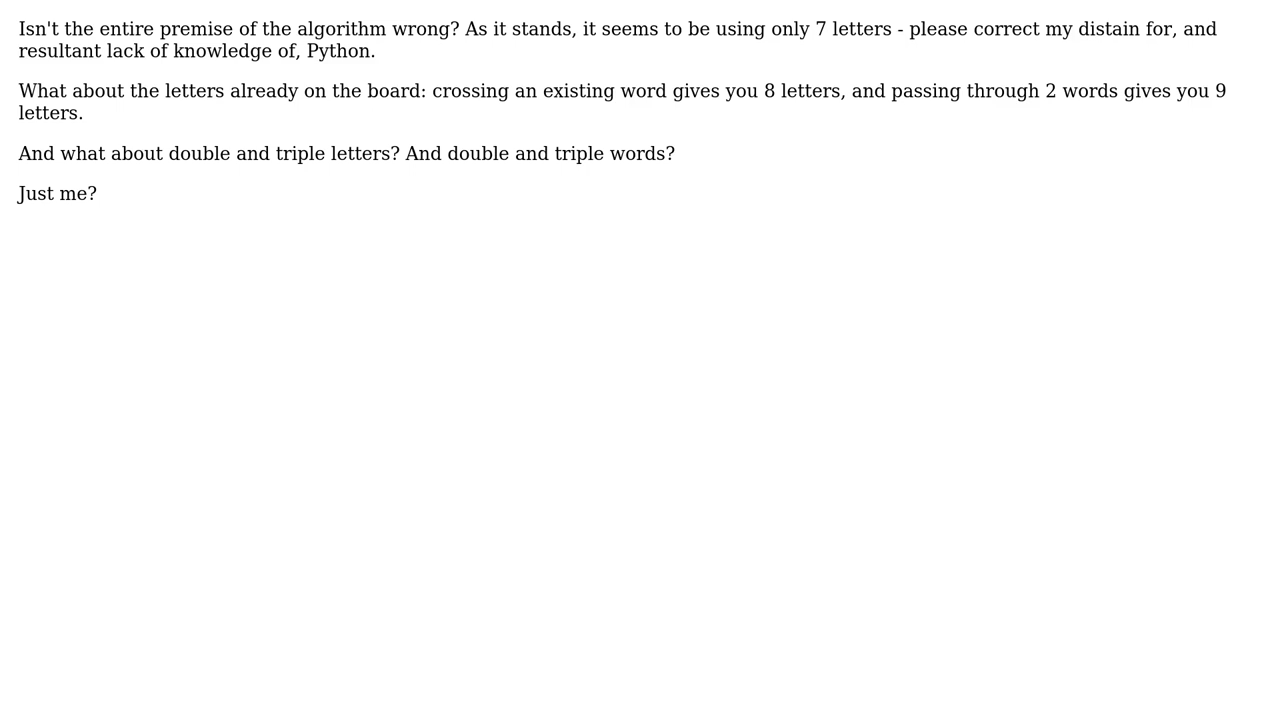 Isn't the entire premise of the algorithm wrong? As it stands, it seems to be using only 7 letters - please correct my distain for, and
resultant lack of knowledge of, Python.
What about the letters already on the board: crossing an existing word gives you 8 letters, and passing through 2 words gives you 9
letters.
And what about double and triple letters? And double and triple words?
Just me?